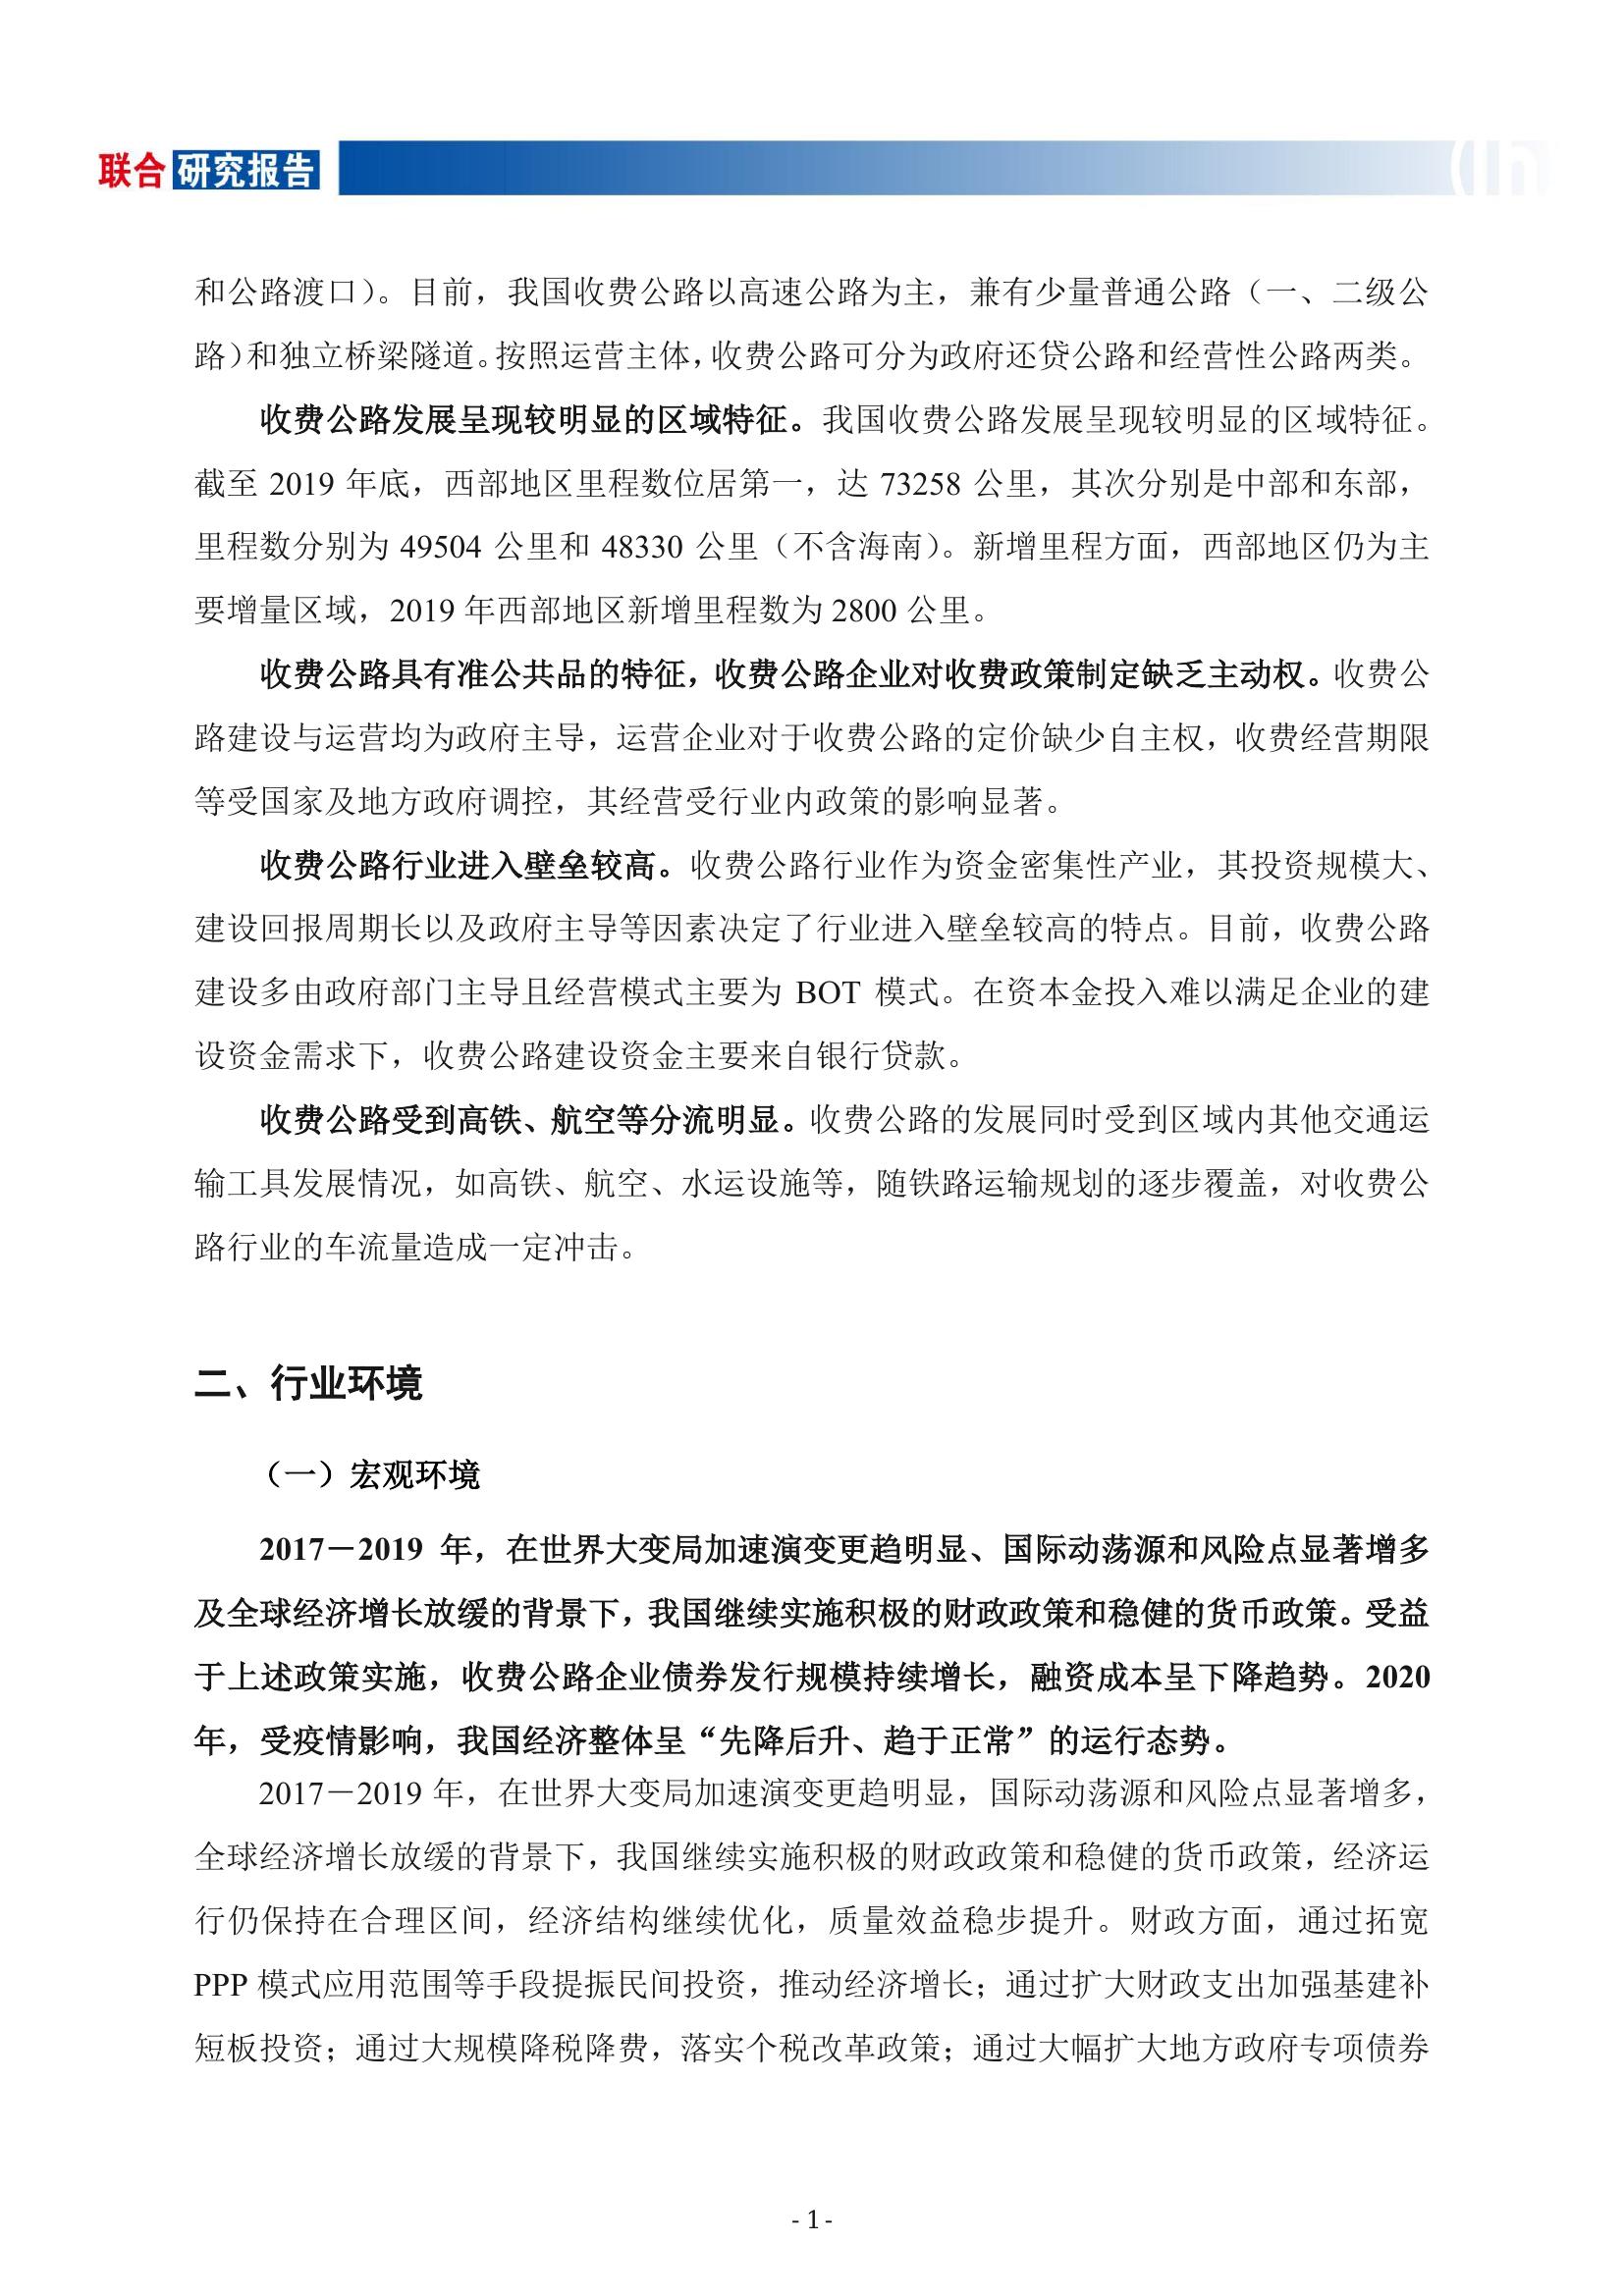 联合研究报告
和公路渡口）。目前，我国收费公路以高速公路为主，兼有少量普通公路（一、二级公
路）和独立桥梁隧道。按照运营主体，收费公路可分为政府还贷公路和经营性公路两类。
收费公路发展呈现较明显的区域特征。我国收费公路发展呈现较明显的区域特征。
截至 2019 年底，西部地区里程数位居第一，达 73258 公里，其次分别是中部和东部，
里程数分别为 49504 公里和 48330 公里（不含海南）。新增里程方面，西部地区仍为主
要增量区域，2019 年西部地区新增里程数为 2800 公里。
收费公路具有准公共品的特征，收费公路企业对收费政策制定缺乏主动权。收费公
路建设与运营均为政府主导，运营企业对于收费公路的定价缺少自主权，收费经营期限
等受国家及地方政府调控，其经营受行业内政策的影响显著。
收费公路行业进入壁垒较高。收费公路行业作为资金密集性产业，其投资规模大、
建设回报周期长以及政府主导等因素决定了行业进入壁垒较高的特点。目前，收费公路
建设多由政府部门主导且经营模式主要为 BOT 模式。在资本金投入难以满足企业的建
设资金需求下，收费公路建设资金主要来自银行贷款。
收费公路受到高铁、航空等分流明显。收费公路的发展同时受到区域内其他交通运
输工具发展情况，如高铁、航空、水运设施等，随铁路运输规划的逐步覆盖，对收费公
路行业的车流量造成一定冲击。
二、行业环境
（一）宏观环境
2017－2019 年，在世界大变局加速演变更趋明显、国际动荡源和风险点显著增多
及全球经济增长放缓的背景下，我国继续实施积极的财政政策和稳健的货币政策。受益
于上述政策实施，收费公路企业债券发行规模持续增长，融资成本呈下降趋势。2020
年，受疫情影响，我国经济整体呈“先降后升、趋于正常”的运行态势。
2017－2019 年，在世界大变局加速演变更趋明显，国际动荡源和风险点显著增多，
全球经济增长放缓的背景下，我国继续实施积极的财政政策和稳健的货币政策，经济运
行仍保持在合理区间，经济结构继续优化，质量效益稳步提升。财政方面，通过拓宽
PPP 模式应用范围等手段提振民间投资，推动经济增长；通过扩大财政支出加强基建补
短板投资；通过大规模降税降费，落实个税改革政策；通过大幅扩大地方政府专项债券
- 1 -